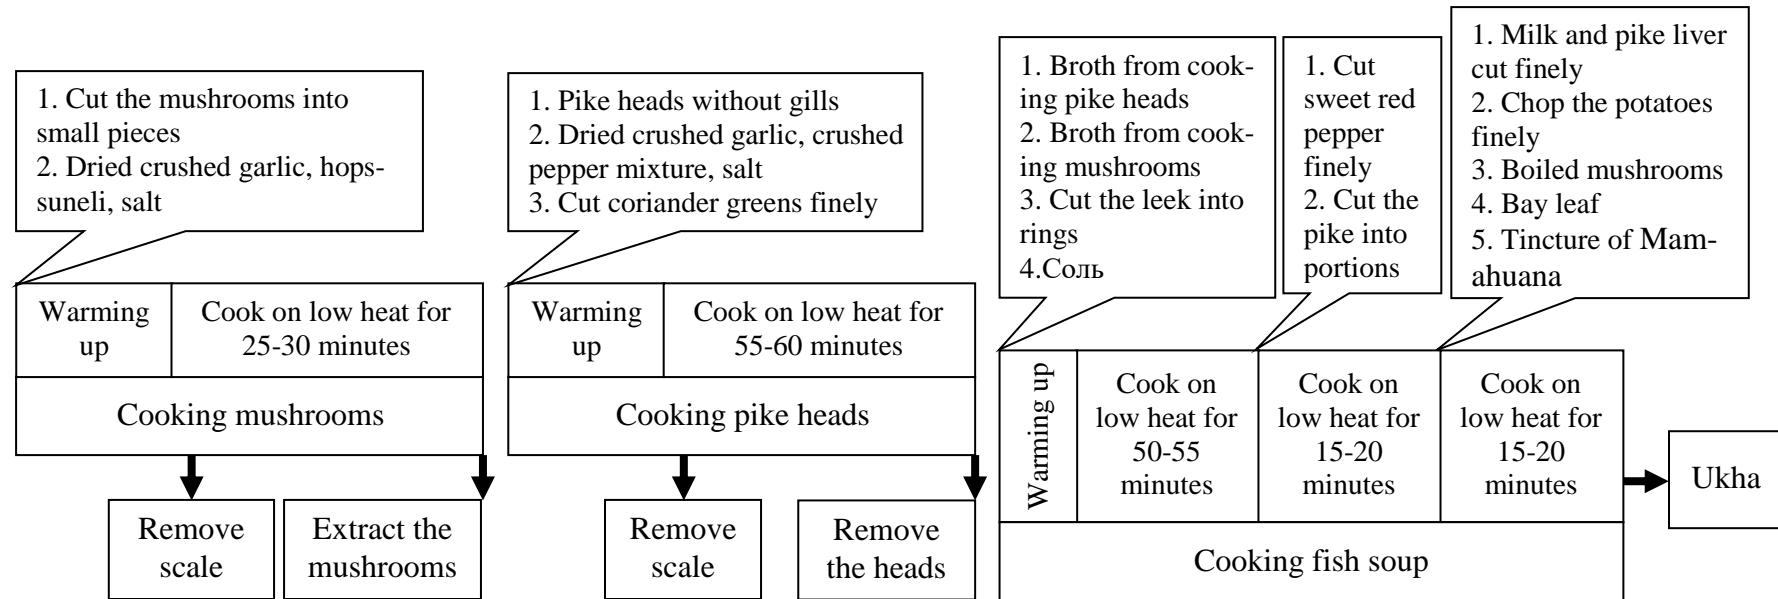 1. Cut the mushrooms into
small pieces
2. Dried crushed garlic, hops-
suneli, salt
Warming
up
Cook on low heat for
25-30 minutes
Cooking mushrooms
Remove
scale
Extract the
mushrooms
1. Pike heads without gills
2. Dried crushed garlic, crushed
pepper mixture, salt
3. Cut coriander greens finely
Warming
up
Cook on low heat for
55-60 minutes
Cooking pike heads
Remove
scale
Remove
the heads
1. Broth from cook-
ing pike heads
2. Broth from cook-
ing mushrooms
3. Cut the leek into
rings
4.Соль
1. Cut
sweet red
pepper
finely
2. Cut the
pike into
portions
1. Milk and pike liver
cut finely
2. Chop the potatoes
finely
3. Boiled mushrooms
4. Bay leaf
5. Tincture of Mam-
ahuana
Warming up
Cook on
low heat for
50-55
minutes
Cook on
low heat for
15-20
minutes
Cook on
low heat for
15-20
minutes
Cooking fish soup
Ukha